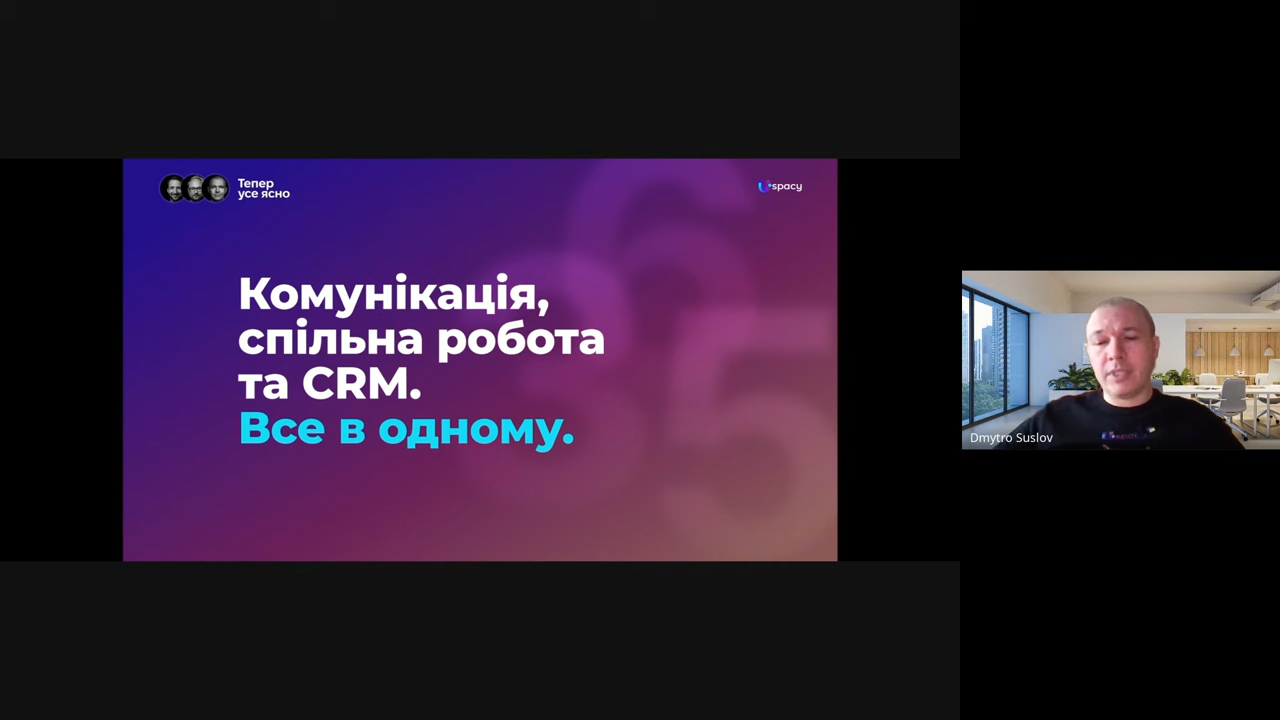 Тепер
усе ясно
spacy
Комунікація,
спільна робота
та CRM.
Все в одному.
Dmytro Suslov